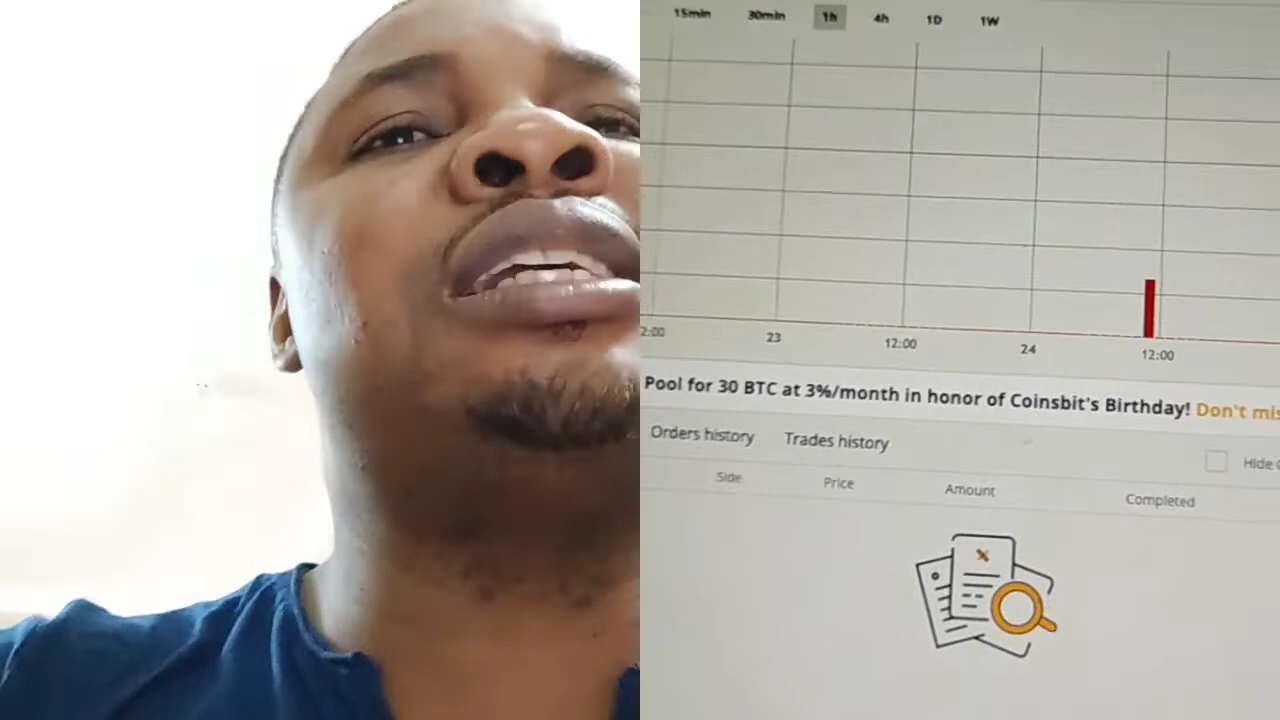 15min 30min 1h 4h 1D 1W
2:00 23 12:00 24 12:00
Pool for 30 BTC at 3%/month in honor of Coinsbit's Birthday! Don't
Orders history Trades history Hide
Side Price Amount Completed